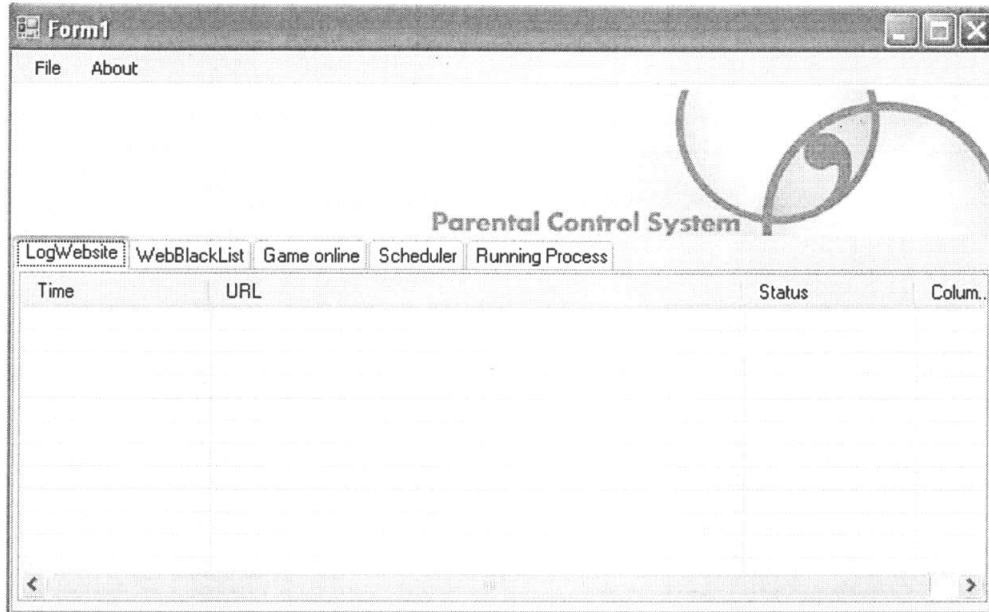 Form1
File About
Parental Control System
LogWebsite WebBlackList Game online Scheduler Running Process
Time URL Status Colum..